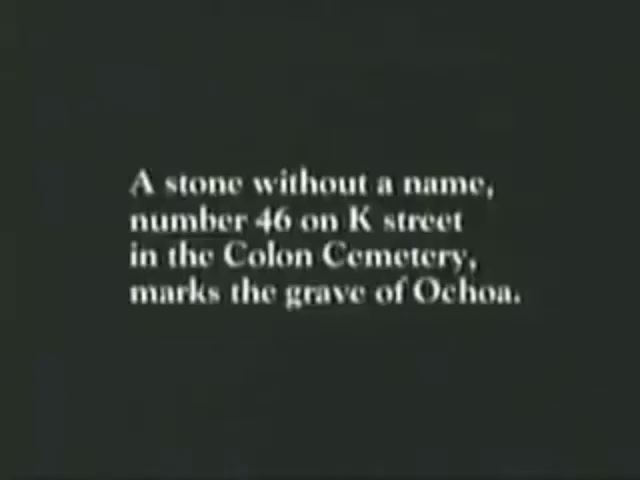 A stone without a name,
number 46 on K street
in the Colon Cemetery,
marks the grave of Ochoa.